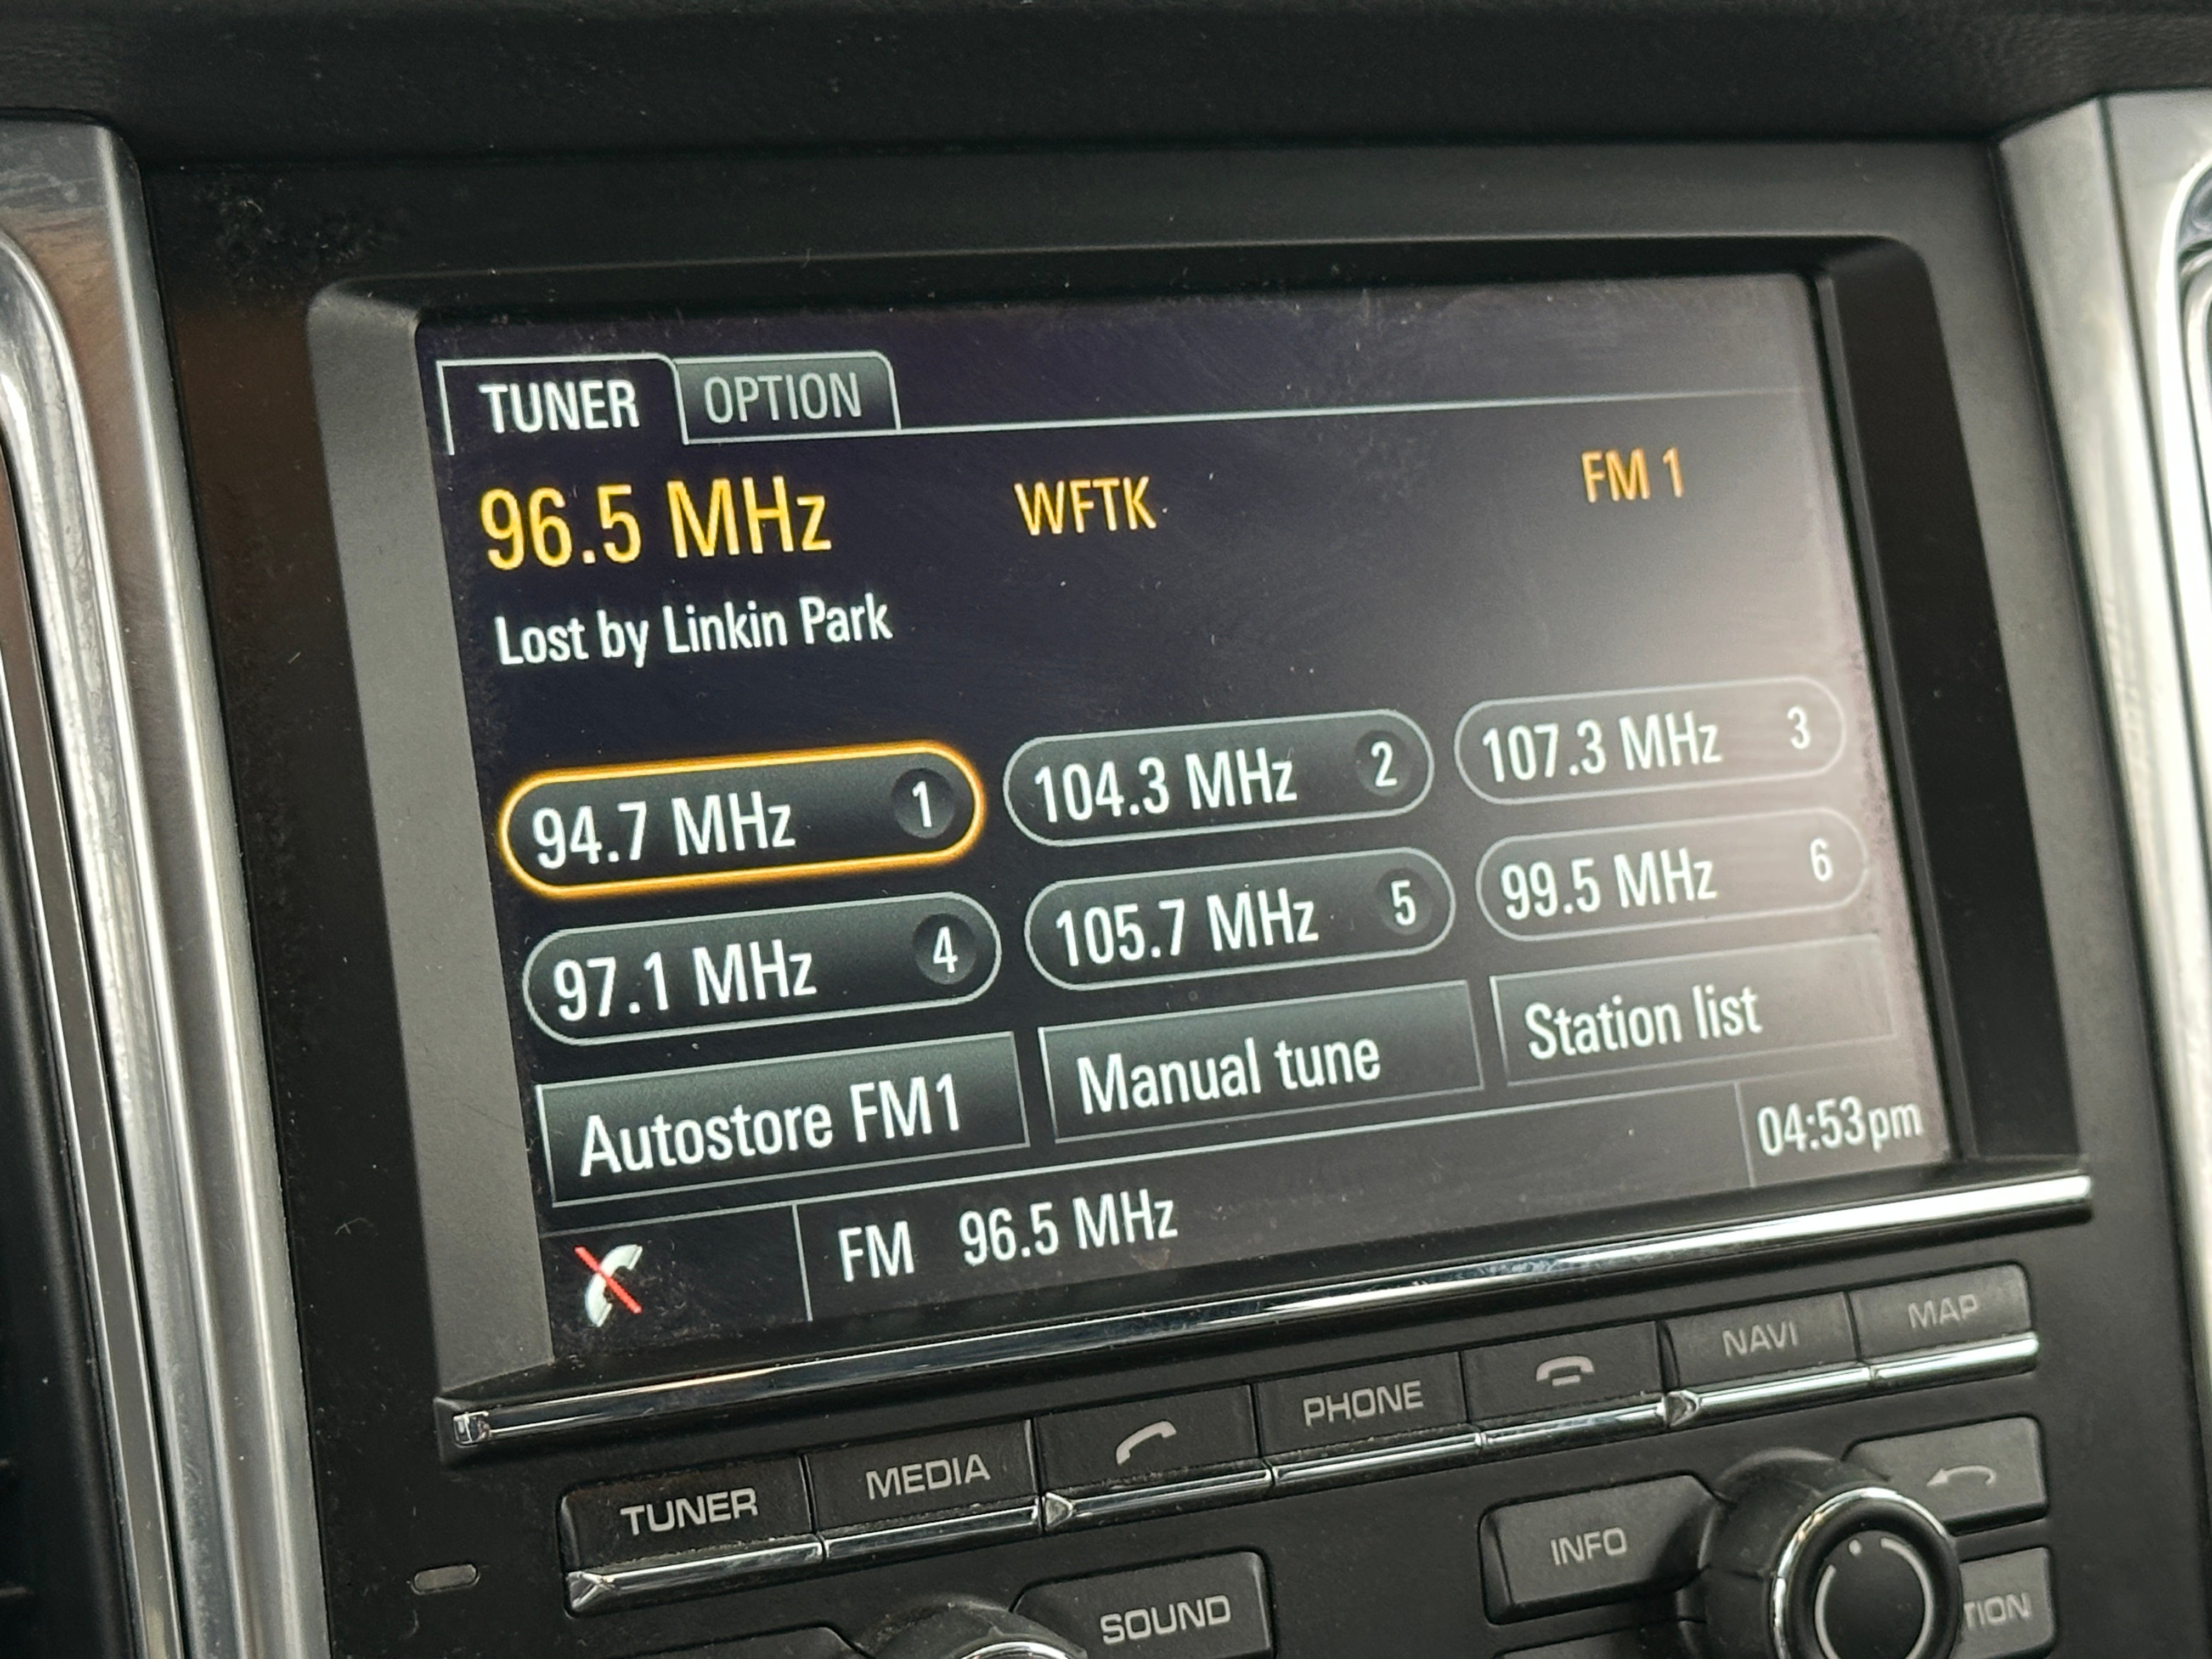 TUNER OPTION
96.5 MHz WFTK FM 1
Lost by Linkin Park
94.7 MHz 1 104.3 MHz 2 107.3 MHz 3
97.1 MHz 4 105.7 MHz 5 99.5 MHz 6
Autostore FM1 Manual tune Station list
FM 96.5 MHz 04:53pm
TUNER MEDIA PHONE NAVI MAP
SOUND INFO
TION